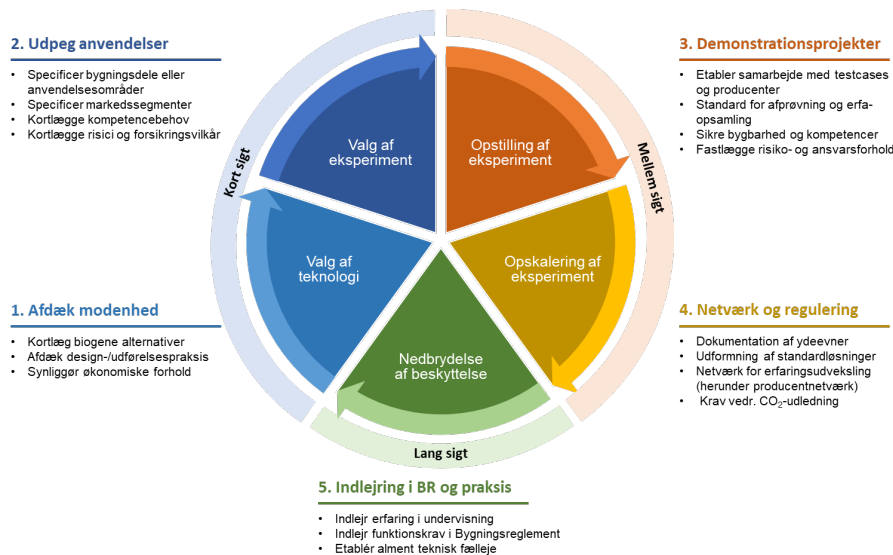 2. Udpeg anvendelser
• Specificer bygningsdele eller
anvendelsesområder
• Specificer markedssegmenter
• Kortlægge kompetencebehov
• Kortlægge risici og forsikringsvilkår
3. Demonstrationsprojekter
• Etabler samarbejde med testcases
og producenter
• Standard for afprøvning og erfa-
opsamling
• Sikre bygbarhed og kompetencer
• Fastlægge risiko- og ansvarsforhold
Kort sigt
Mellem sigt
Valg af
eksperiment
Opstilling af
eksperiment
Valg af
teknologi
Opskalering af
eksperiment
Nedbrydelse
af beskyttelse
Lang sigt
1. Afdæk modenhed
• Kortlæg biogene alternativer
• Afdæk design-/udførelsespraksis
• Synliggør økonomiske forhold
4. Netværk og regulering
• Dokumentation af ydeevner
• Udformning af standardløsninger
• Netværk for erfaringsudveksling
(herunder producentnetværk)
• Krav vedr. CO₂-udledning
5. Indlejring i BR og praksis
• Indlejr erfaring i undervisning
• Indlejr funktionskrav i Bygningsreglement
• Etablér alment teknisk fælleje